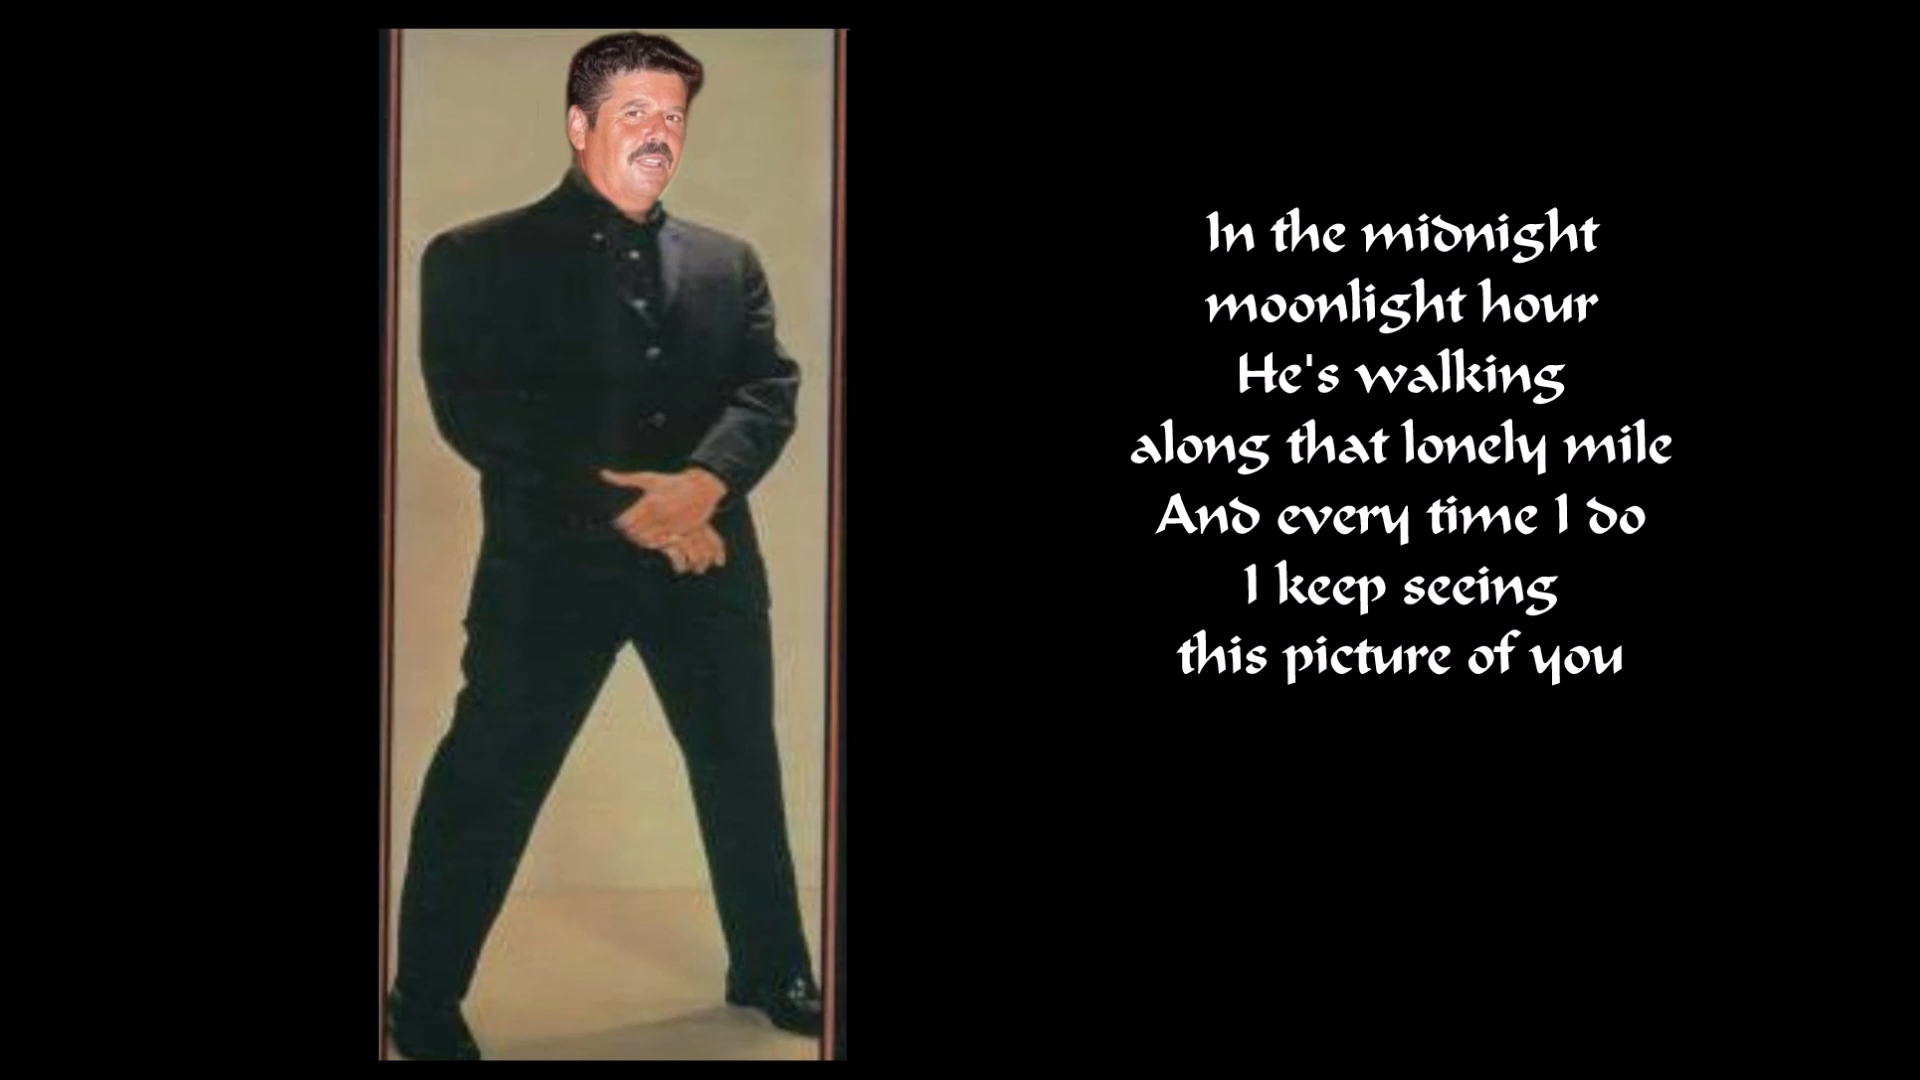 In the midnight
moonlight hour
He's walking
along that lonely mile
And every time I do
I keep seeing
this picture of you